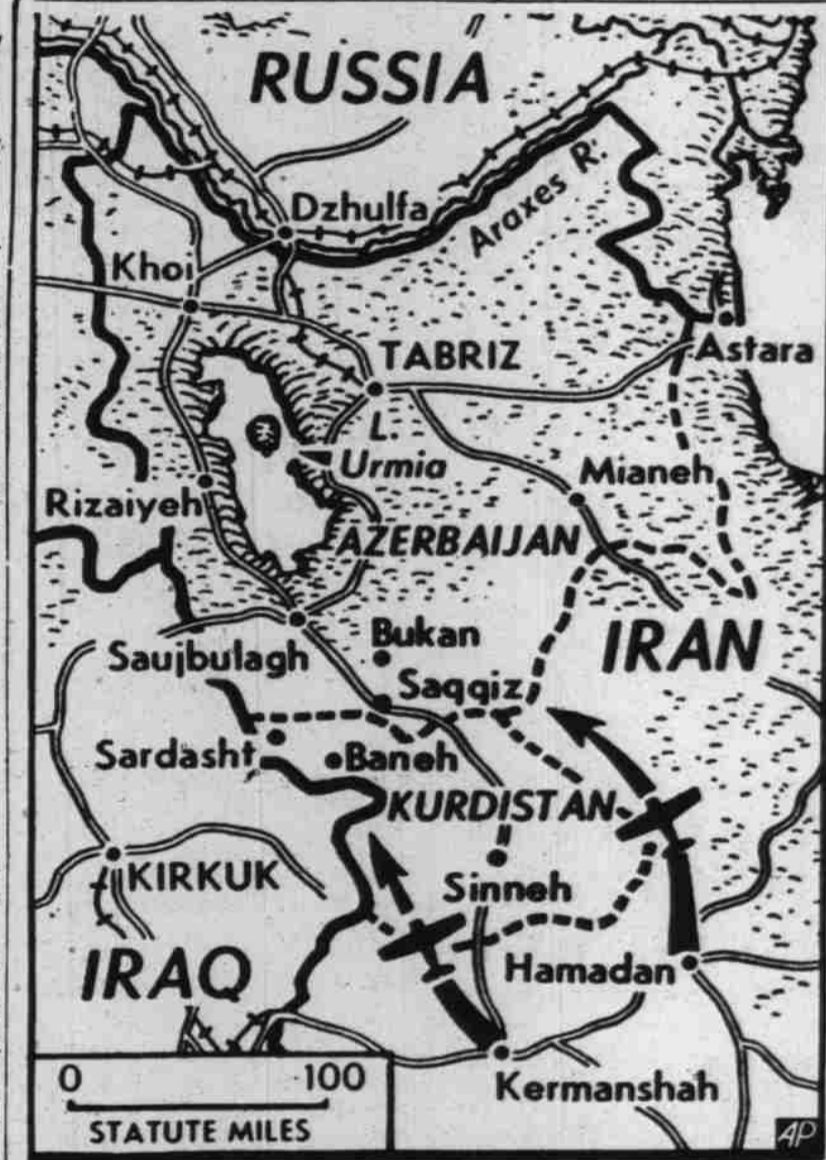 RUSSIA
Dzhulfa
Araxes R.
Khoi
TABRIZ
Astara
L.
Urmia
Rizaiyeh
Mianeh
AZERBAIJAN
Saujbulagh
Bukan
IRAN
Saqqiz
Sardasht
Baneh
KURDISTAN
KIRKUK
Sinneh
IRAQ
Hamadan
Kermanshah
0 100
STATUTE MILES
AP